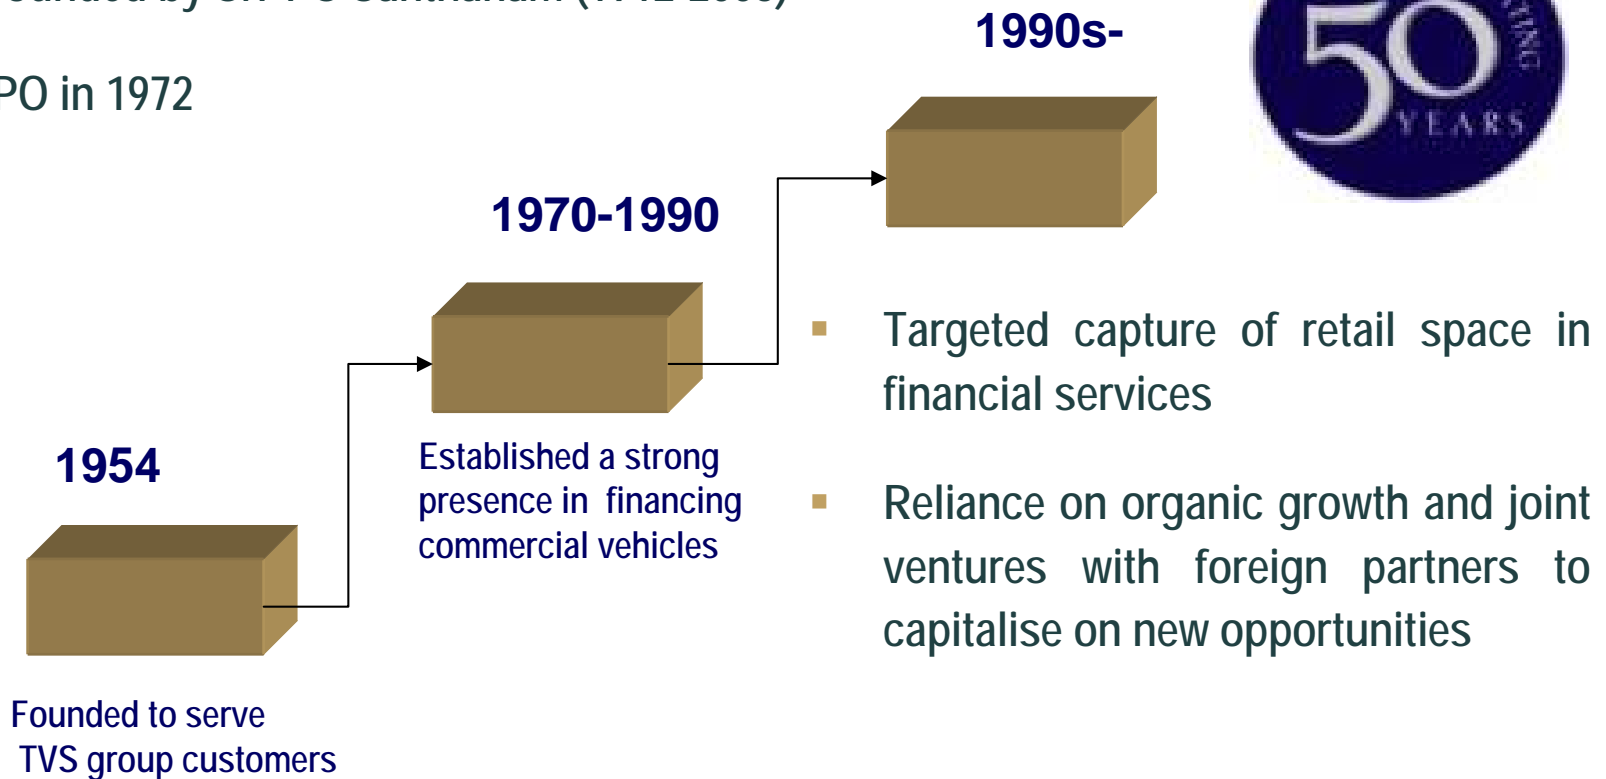 1990s-
PO in 1972
50
YEARS
1970-1990
Targeted capture of retail space in
financial services
Reliance on organic growth and joint
ventures with foreign partners to
capitalise on new opportunities
1954
Established a strong
presence in financing
commercial vehicles
Founded to serve
TVS group customers